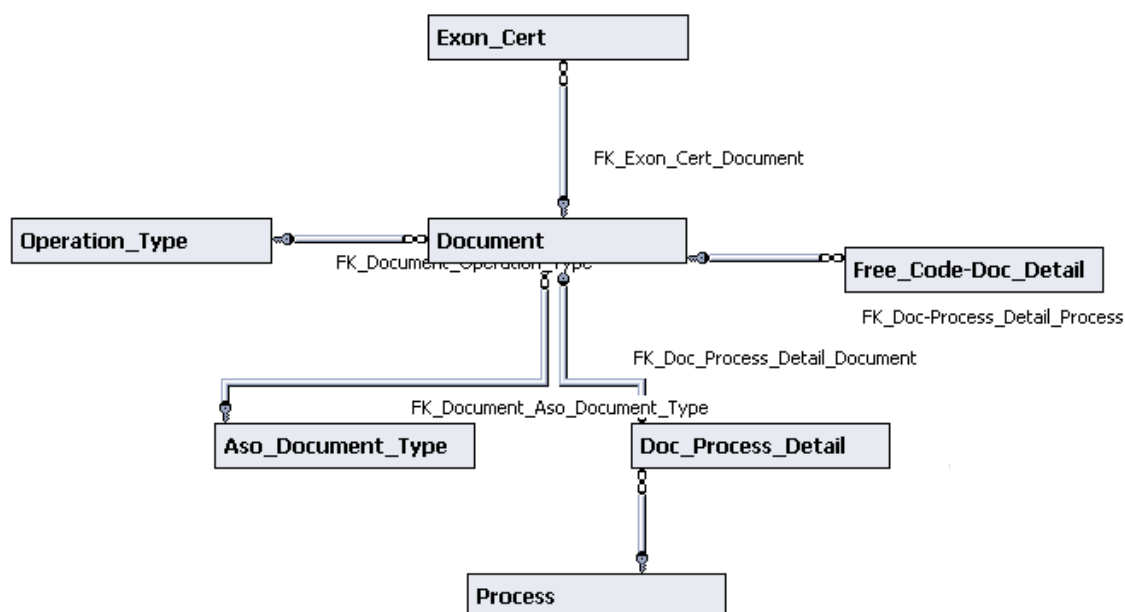 Exon_Cert
FK_Exon_Cert_Document
Operation_Type
Document
FK_Document_Operation_Type
Free_Code-Doc_Detail
FK_Doc-Process_Detail_Process
FK_Doc_Process_Detail_Document
FK_Document_Aso_Document_Type
Aso_Document_Type
Doc_Process_Detail
Process